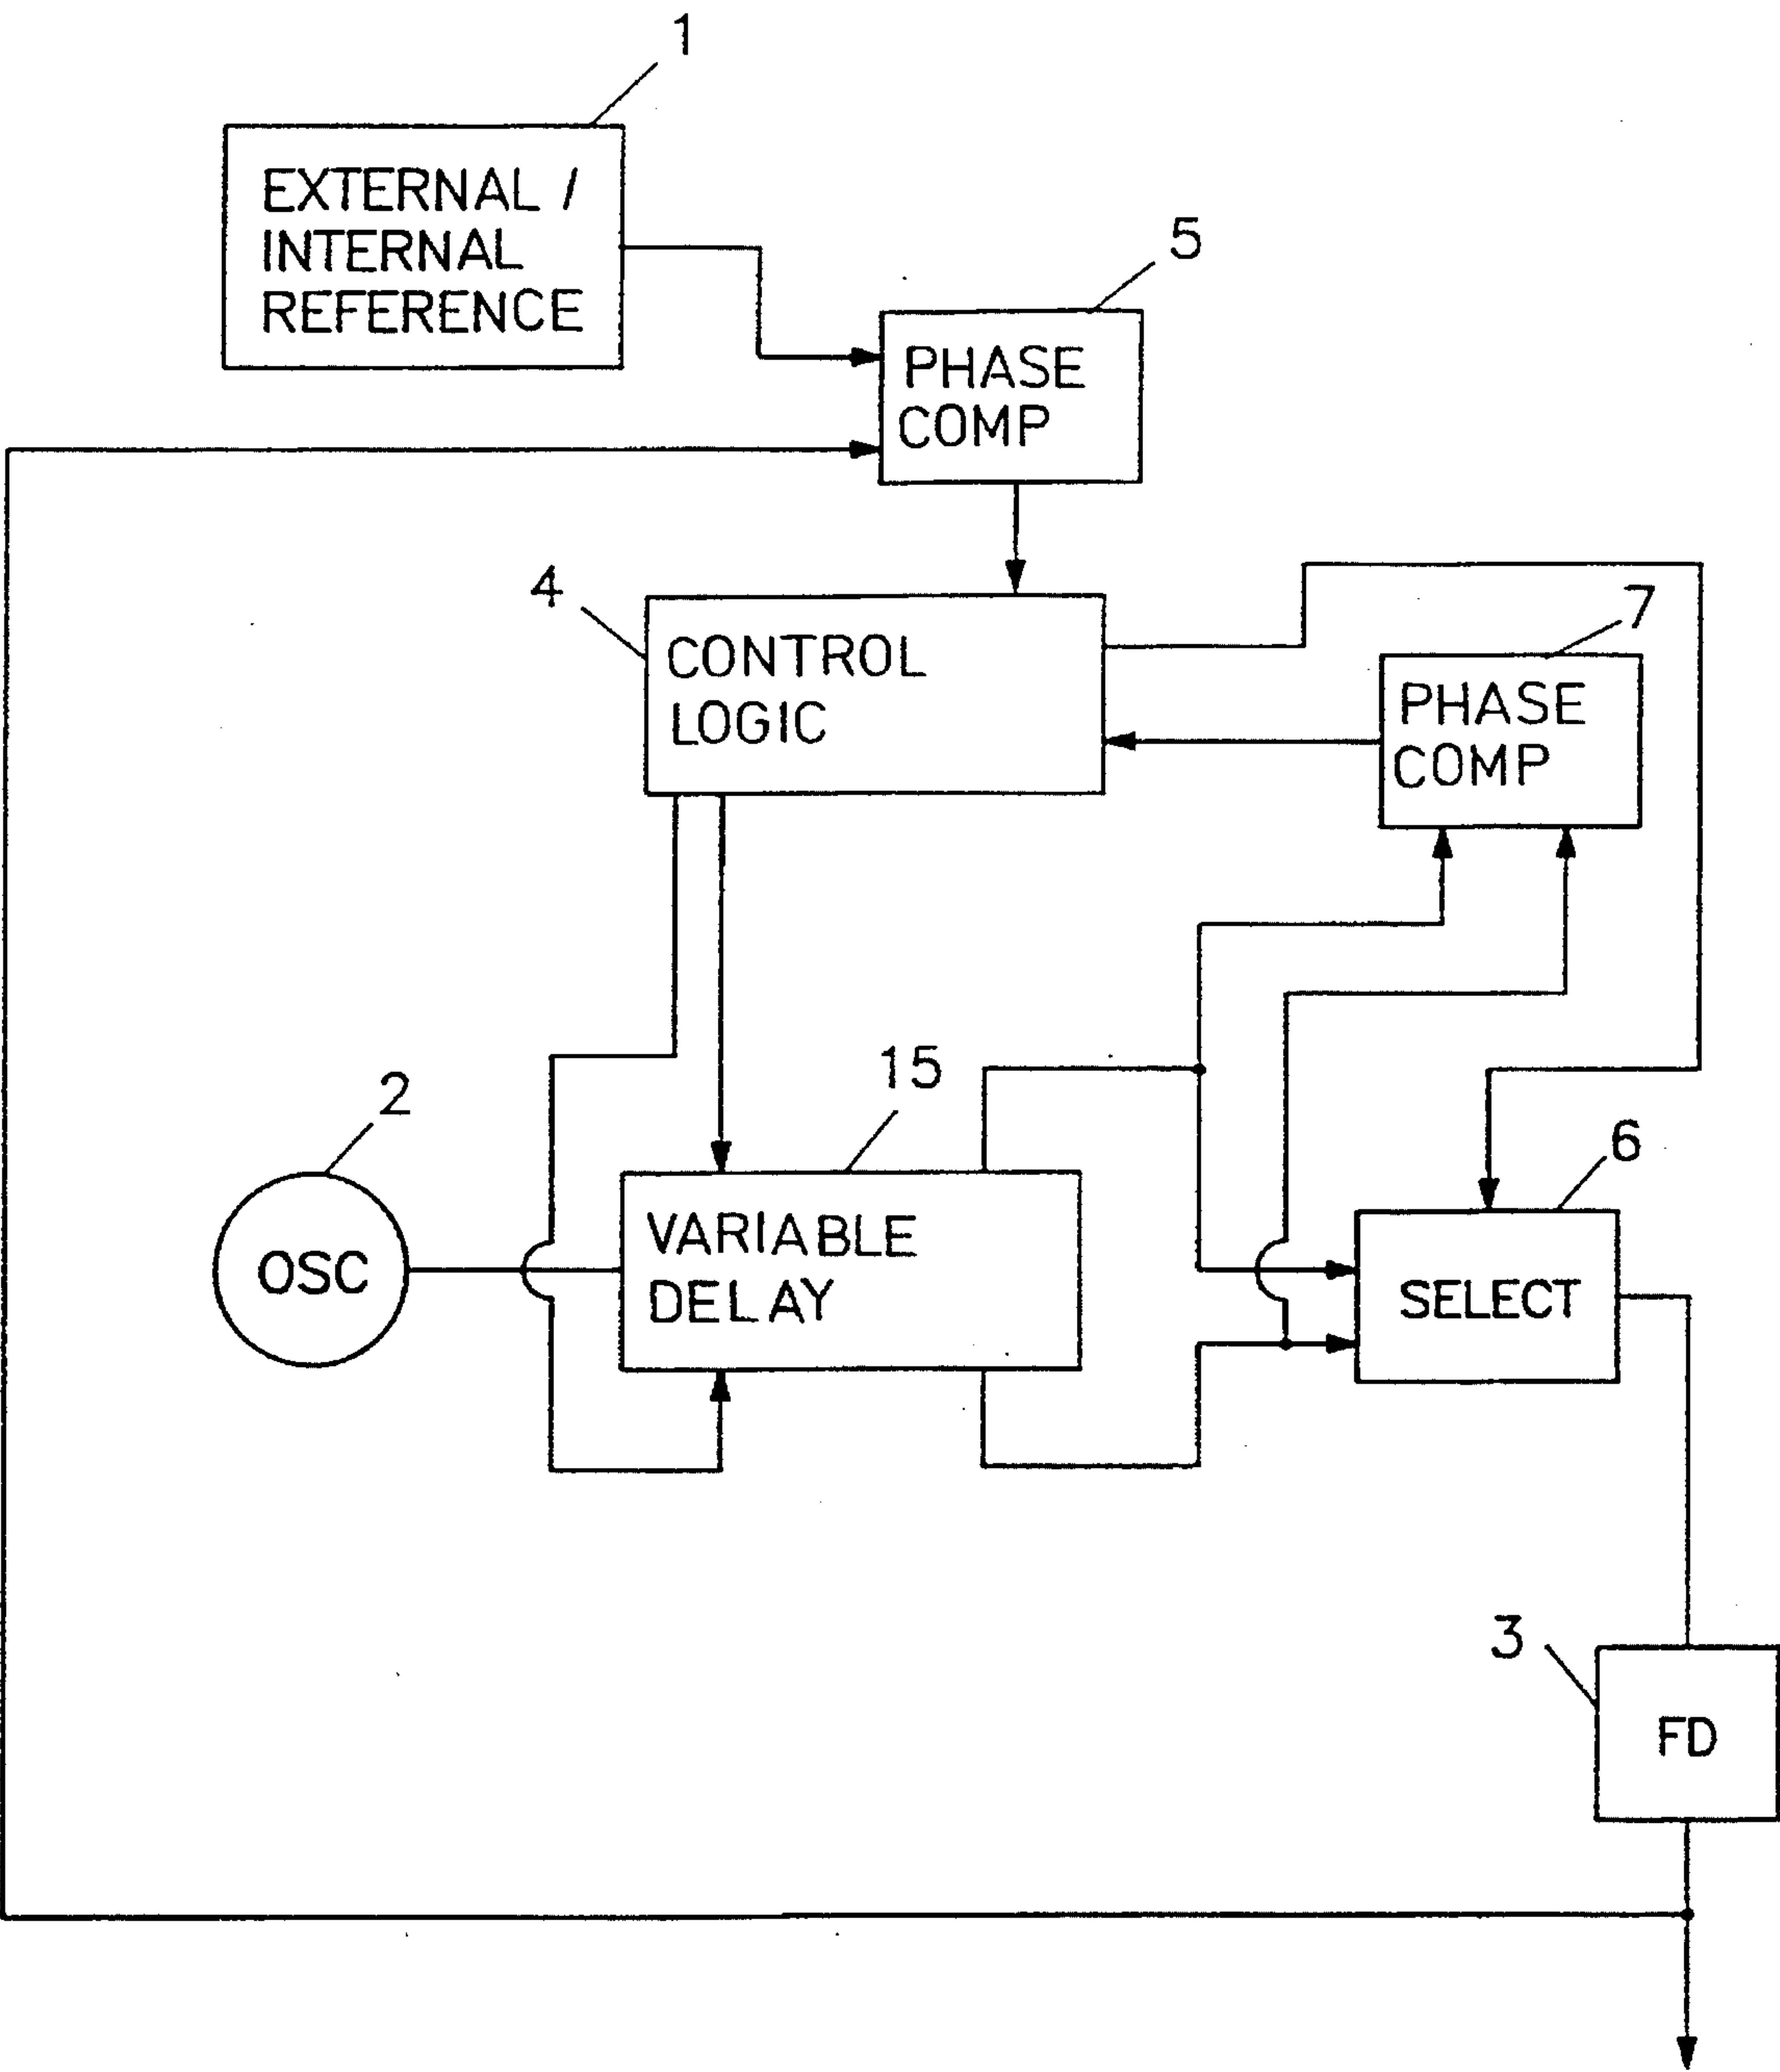 1
EXTERNAL /
INTERNAL
REFERENCE
5
PHASE
COMP
4
CONTROL
LOGIC
7
PHASE
COMP
2
OSC
15
VARIABLE
DELAY
6
SELECT
3
FD